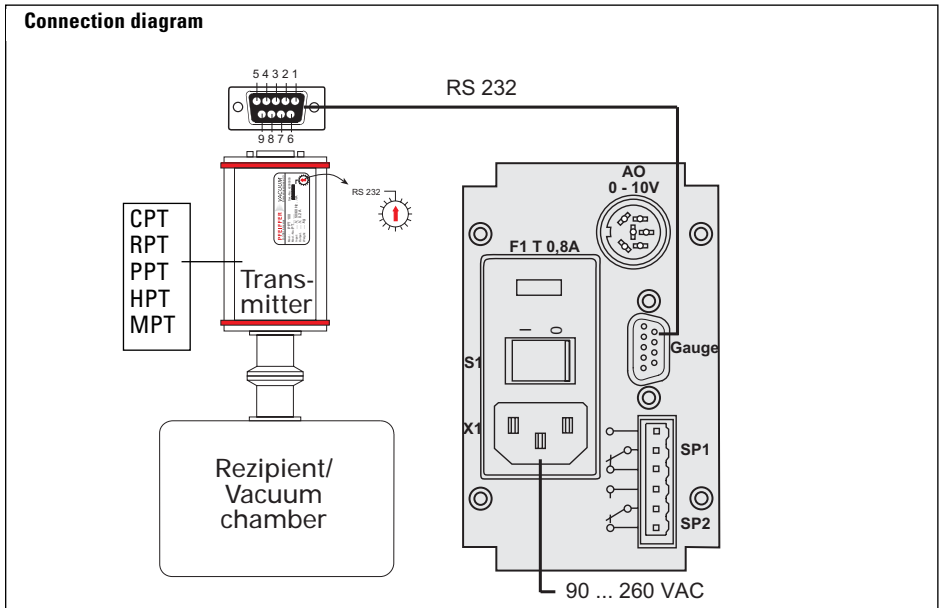 Connection diagram
5 4 3 2 1
RS 232
9 8 7 6
AO
0 - 10V
RS 232
PFEIFFER VACUUM
CPT
RPT
PPT
HPT
MPT
Trans-
mitter
F1 T 0,8A
S1
Gauge
X1
SP1
SP2
Rezipient/
Vacuum
chamber
90 ... 260 VAC